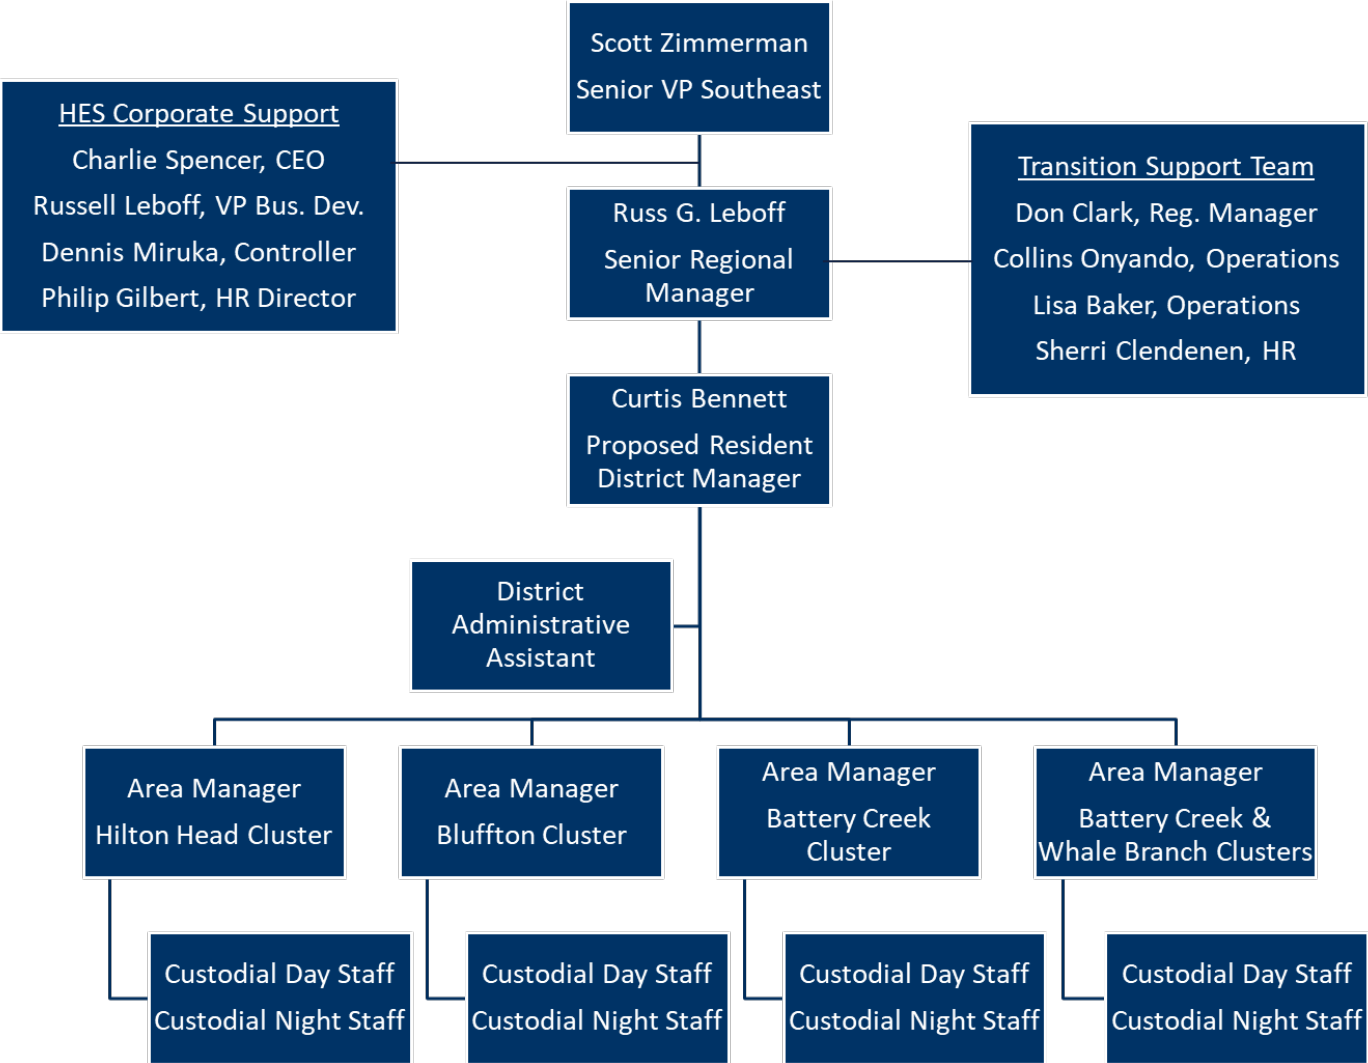 Scott Zimmerman
Senior VP Southeast
HES Corporate Support
Charlie Spencer, CEO
Russell Leboff, VP Bus. Dev.
Dennis Miruka, Controller
Philip Gilbert, HR Director
Transition Support Team
Don Clark, Reg. Manager
Collins Onyando, Operations
Lisa Baker, Operations
Sherri Clendenen, HR
Russ G. Leboff
Senior Regional
Manager
Curtis Bennett
Proposed Resident
District Manager
District
Administrative
Assistant
Area Manager
Hilton Head Cluster
Area Manager
Bluffton Cluster
Area Manager
Battery Creek
Cluster
Area Manager
Battery Creek &
Whale Branch Clusters
Custodial Day Staff
Custodial Night Staff
Custodial Day Staff
Custodial Night Staff
Custodial Day Staff
Custodial Night Staff
Custodial Day Staff
Custodial Night Staff